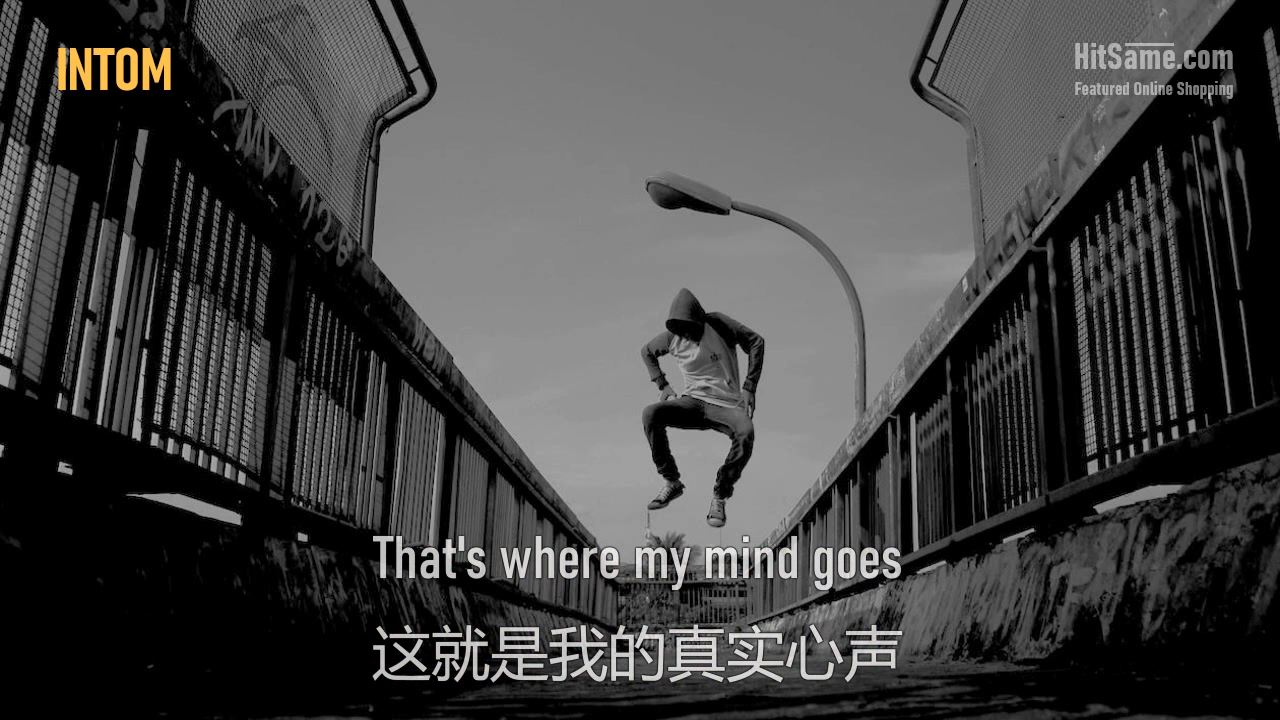 INTOM
HitSame.com
Featured Online Shopping
That's where my mind goes
这就是我的真实心声